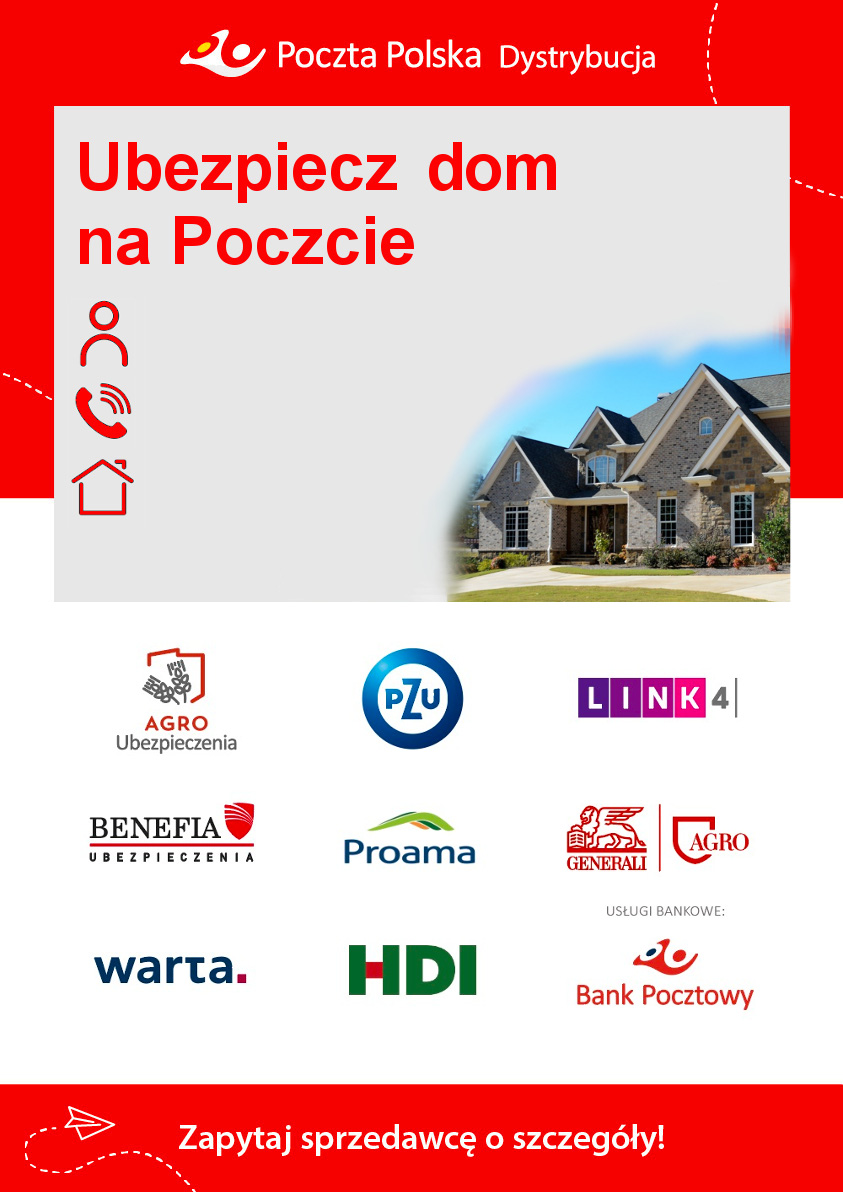 Poczta Polska Dystrybucja
Ubezpiecz dom
na Poczcie
AGRO
Ubezpieczenia
PZU
LINK4
BENEFIA
UBEZPIECZENIA
Proama
GENERALI
AGRO
USŁUGI BANKOWE:
warta.
HDI
Bank Pocztowy
Zapytaj sprzedawcę o szczegóły!